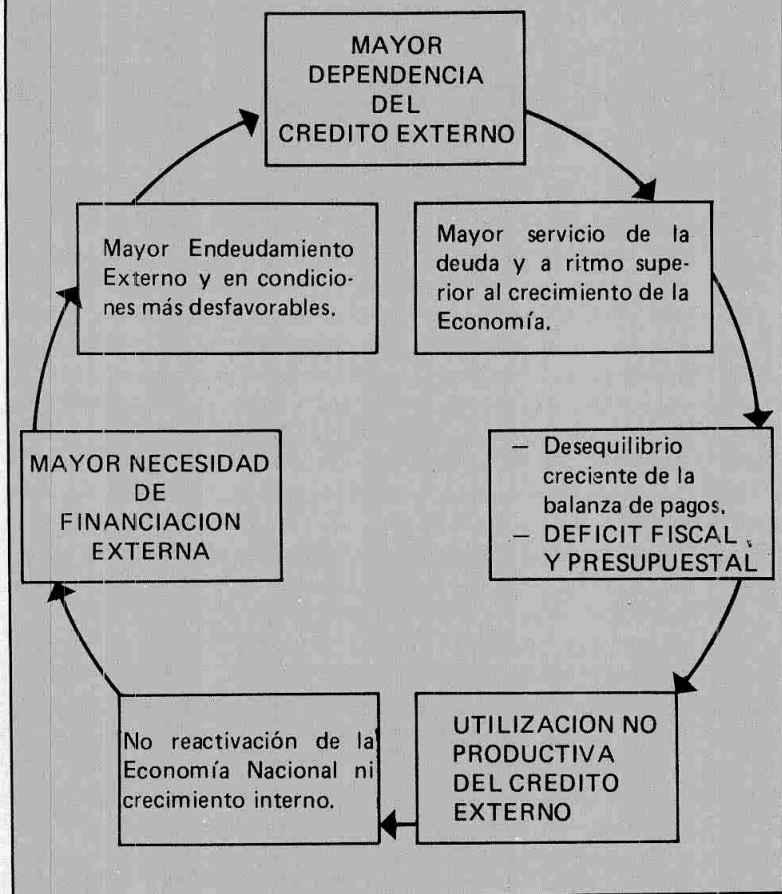 MAYOR
DEPENDENCIA
DEL
CREDITO EXTERNO
Mayor servicio de la
deuda y a ritmo supe-
rior al crecimiento de la
Economía.
— Desequilibrio
creciente de la
balanza de pagos.
— DEFICIT FISCAL
Y PRESUPUESTAL
UTILIZACION NO
PRODUCTIVA
DEL CREDITO
EXTERNO
No reactivación de la
Economía Nacional ni
crecimiento interno.
MAYOR NECESIDAD
DE
FINANCIACION
EXTERNA
Mayor Endeudamiento
Externo y en condicio-
nes más desfavorables.